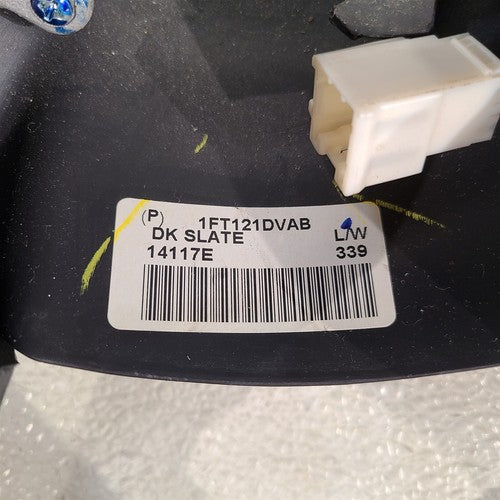 (P) 1FT121DVAB
DK SLATE L/W
14117E 339